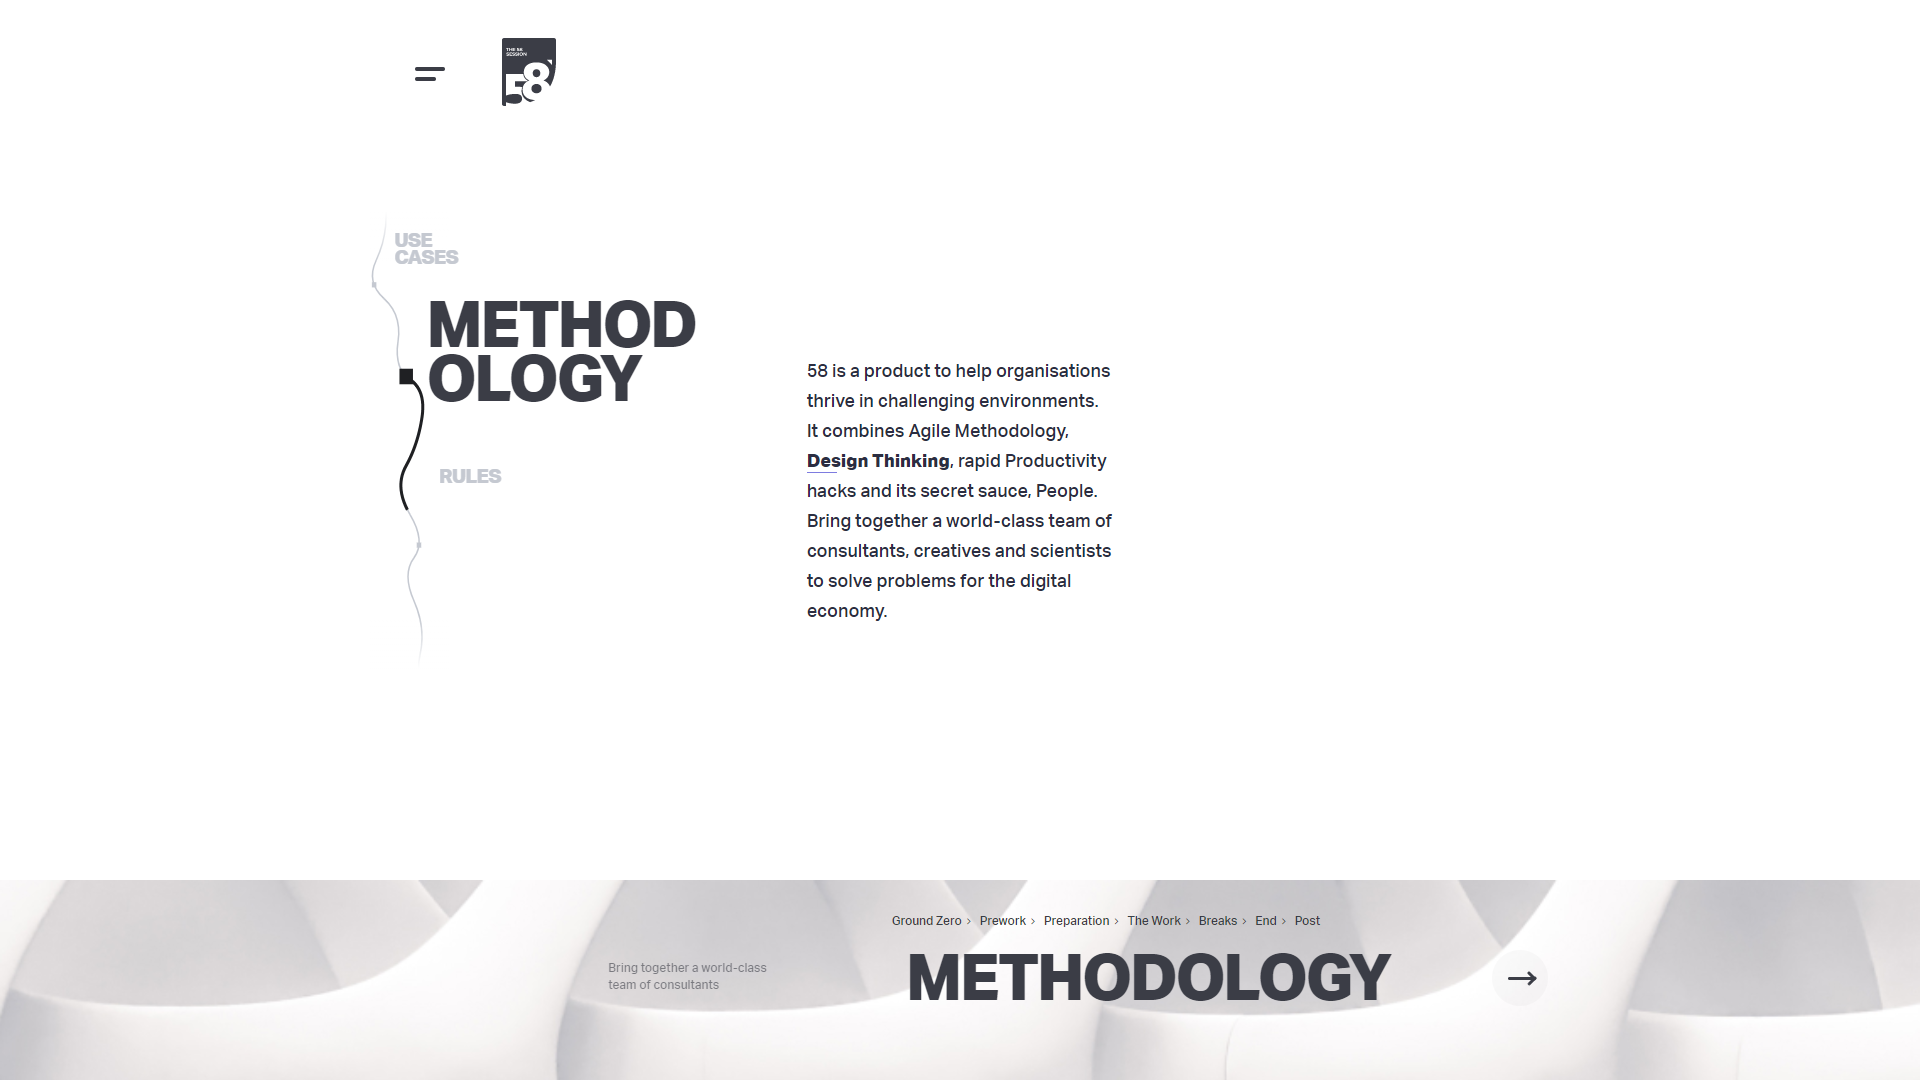 THE 58
SESSION
58
USE
CASES
METHOD
OLOGY
RULES
58 is a product to help organisations
thrive in challenging environments.
It combines Agile Methodology,
Design Thinking, rapid Productivity
hacks and its secret sauce, People.
Bring together a world-class team of
consultants, creatives and scientists
to solve problems for the digital
economy.
Ground Zero › Prework › Preparation › The Work › Breaks › End › Post
Bring together a world-class
team of consultants
METHODOLOGY